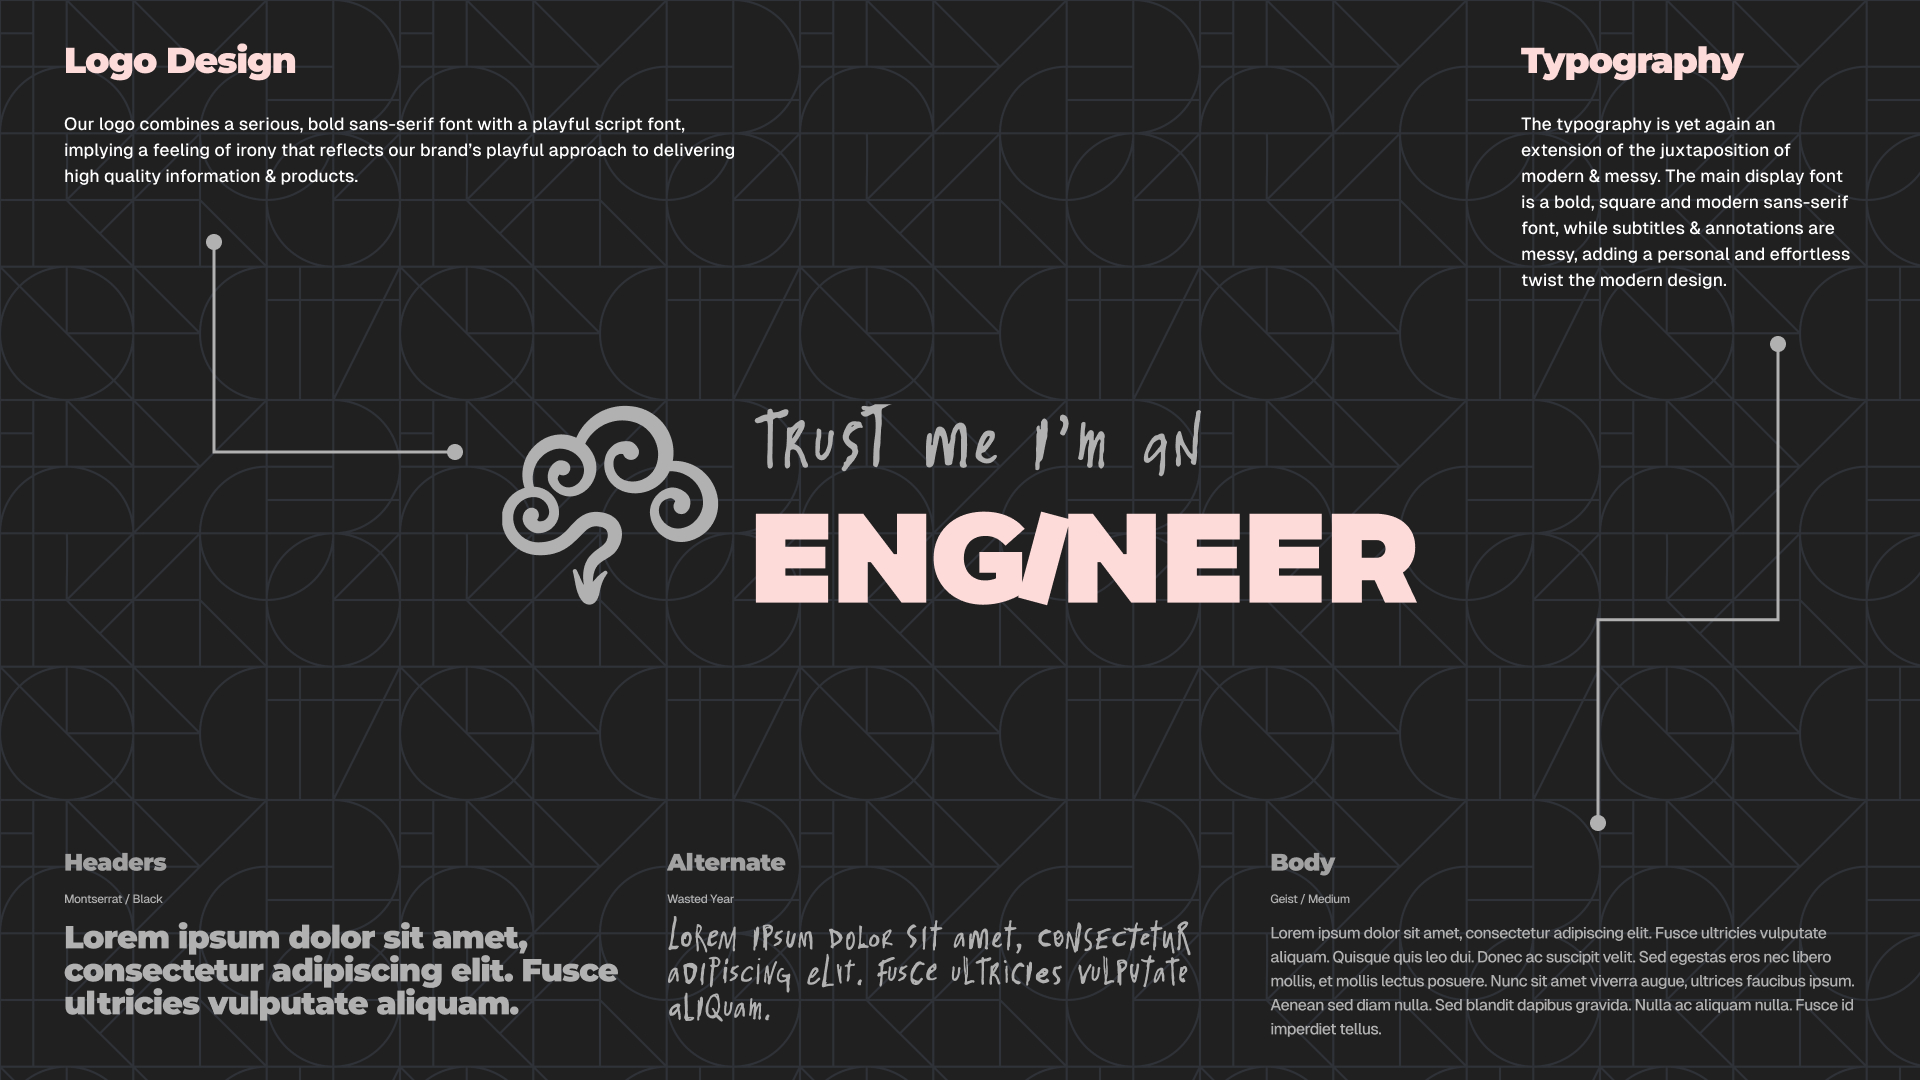 Logo Design
Our logo combines a serious, bold sans-serif font with a playful script font,
implying a feeling of irony that reflects our brand's playful approach to delivering
high quality information & products.
Typography
The typography is yet again an
extension of the juxtaposition of
modern & messy. The main display font
is a bold, square and modern sans-serif
font, while subtitles & annotations are
messy, adding a personal and effortless
twist the modern design.
TRUST me I'm aN
ENGINEER
Headers
Montserrat / Black
Lorem ipsum dolor sit amet,
consectetur adipiscing elit. Fusce
ultricies vulputate aliquam.
Alternate
Wasted Year
Lorem ipsum dolor sit amet, consectetur
adipiscing elit. Fusce ultricies vulputate
aliquam.
Body
Geist / Medium
Lorem ipsum dolor sit amet, consectetur adipiscing elit. Fusce ultricies vulputate
aliquam. Quisque quis leo dui. Donec ac suscipit velit. Sed egestas eros nec libero
mollis, et mollis lectus posuere. Nunc sit amet viverra augue, ultrices faucibus ipsum.
Aenean sed diam nulla. Sed blandit dapibus gravida. Nulla ac aliquam nulla. Fusce id
imperdiet tellus.